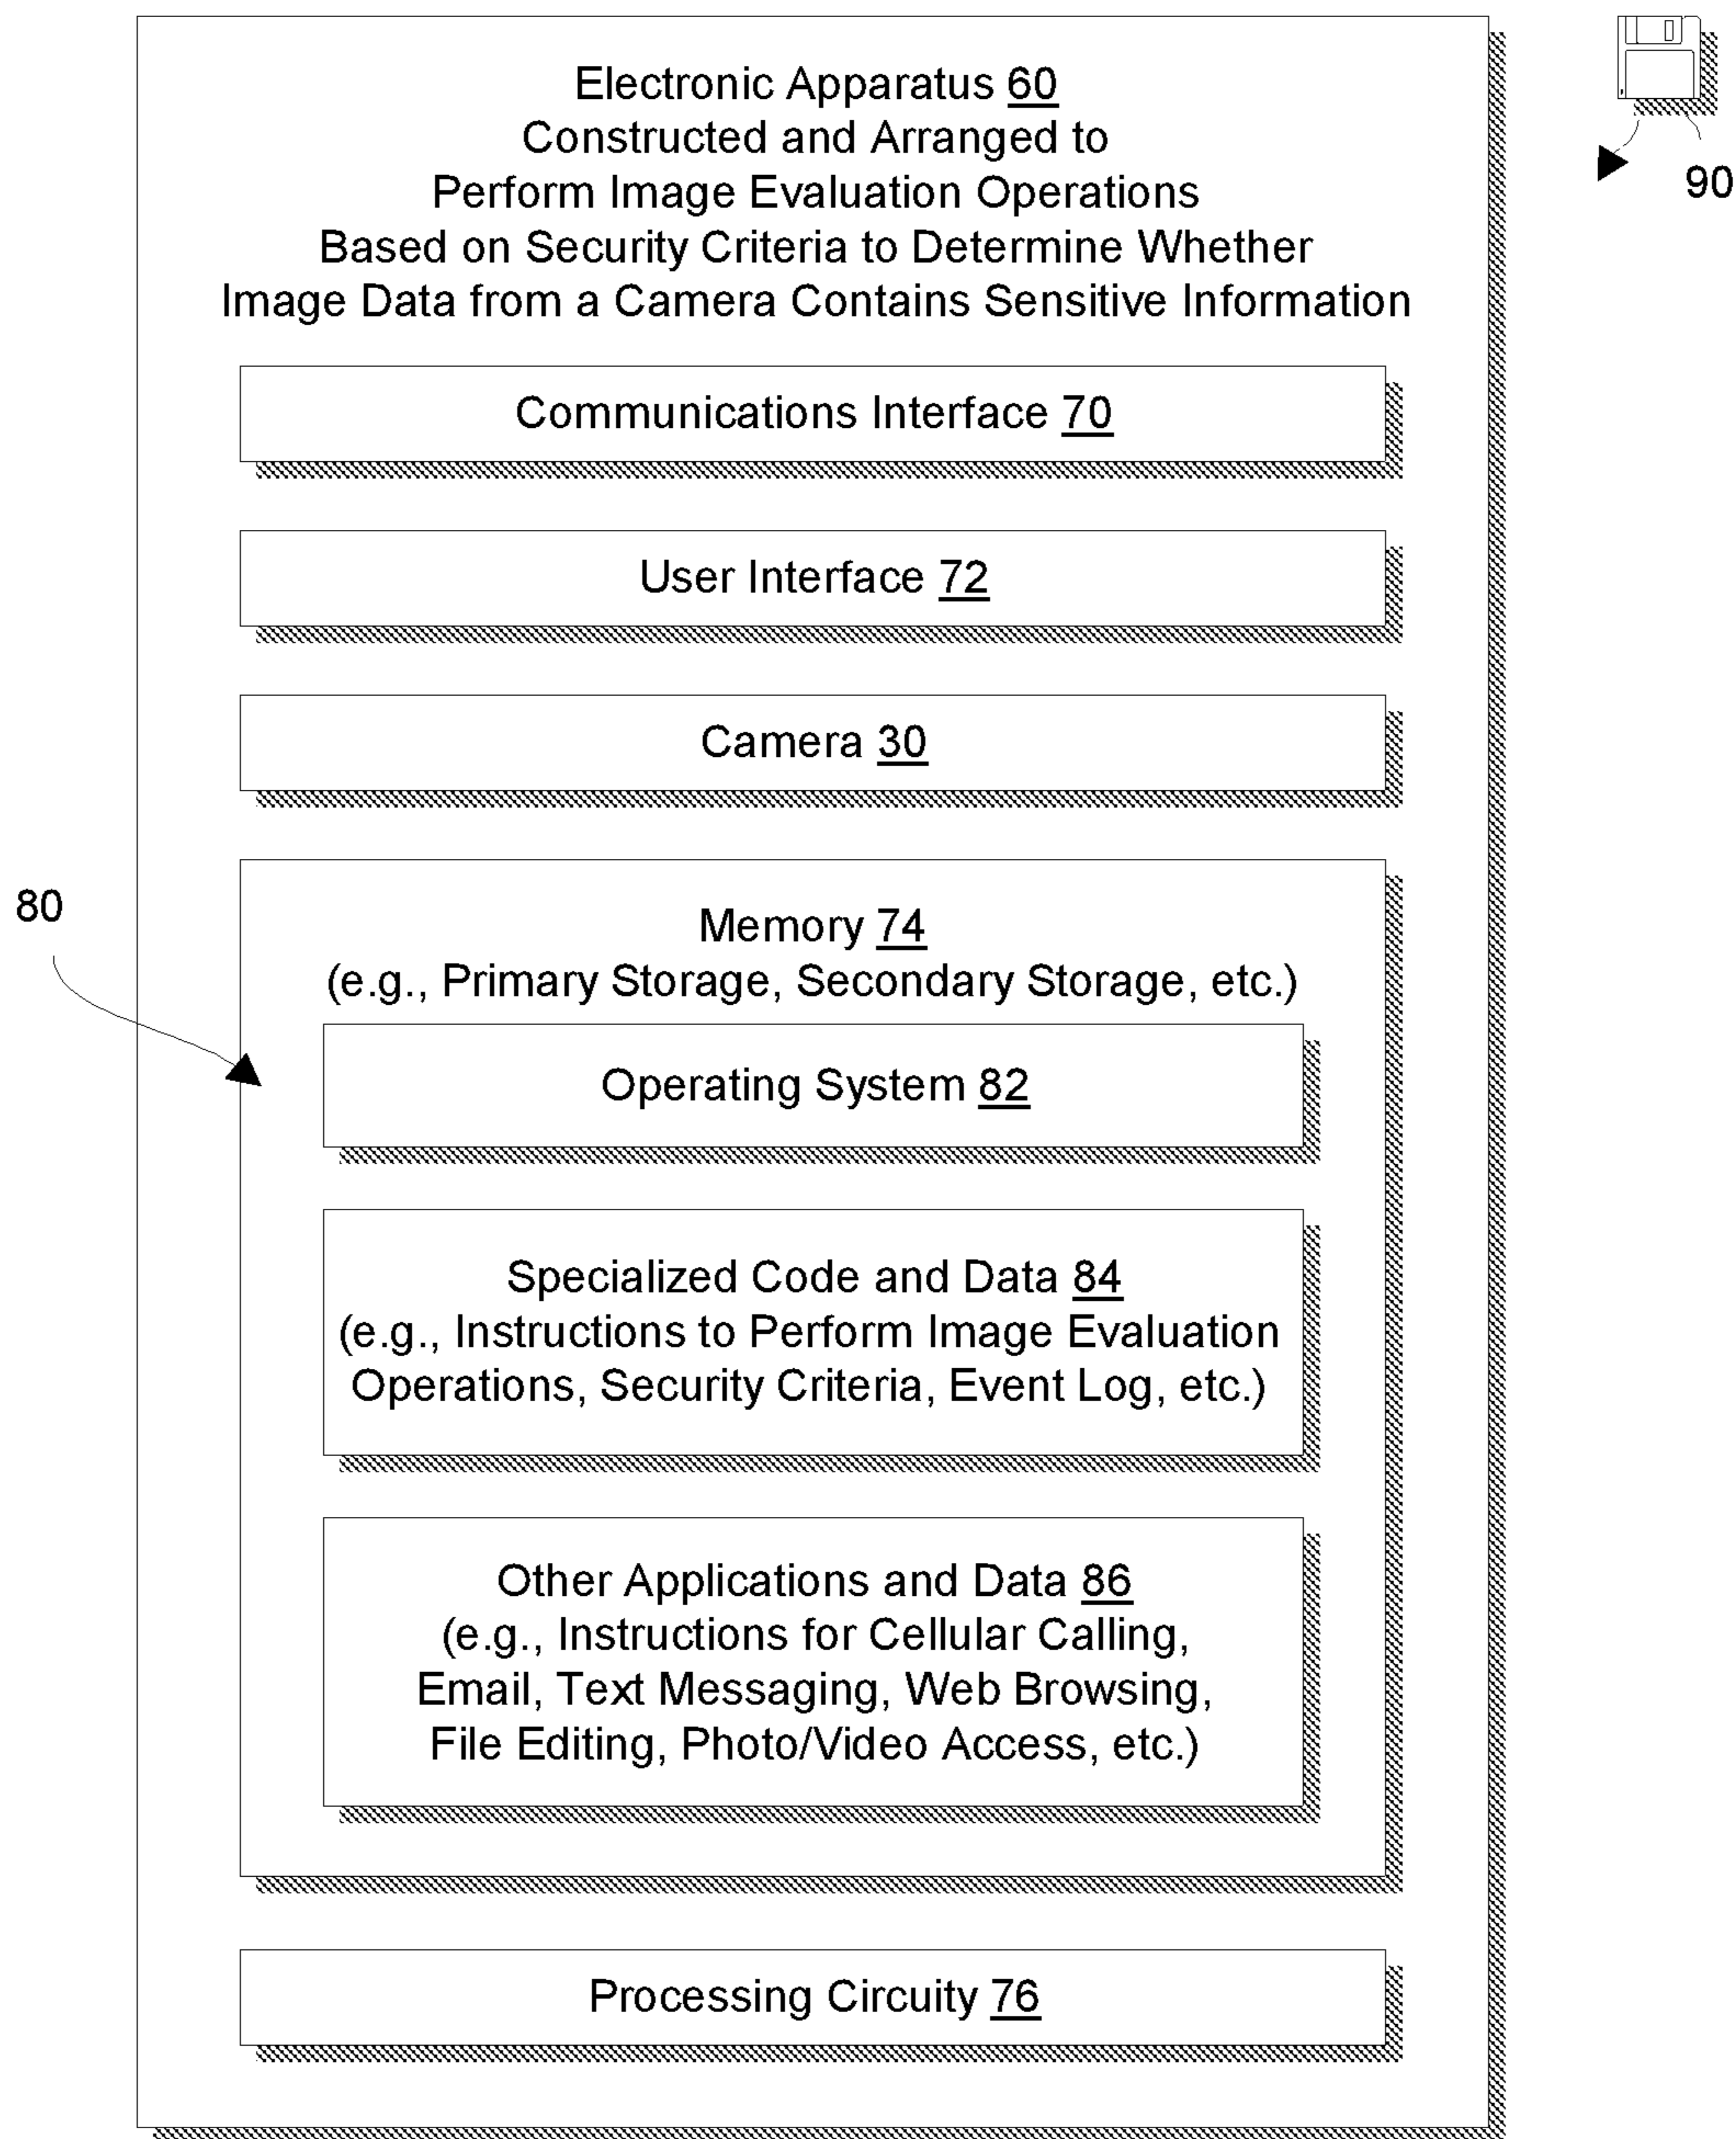 Electronic Apparatus 60
Constructed and Arranged to
Perform Image Evaluation Operations
Based on Security Criteria to Determine Whether
Image Data from a Camera Contains Sensitive Information
90
Communications Interface 70
User Interface 72
Camera 30
80
Memory 74
(e.g., Primary Storage, Secondary Storage, etc.)
Operating System 82
Specialized Code and Data 84
(e.g., Instructions to Perform Image Evaluation
Operations, Security Criteria, Event Log, etc.)
Other Applications and Data 86
(e.g., Instructions for Cellular Calling,
Email, Text Messaging, Web Browsing,
File Editing, Photo/Video Access, etc.)
Processing Circuity 76